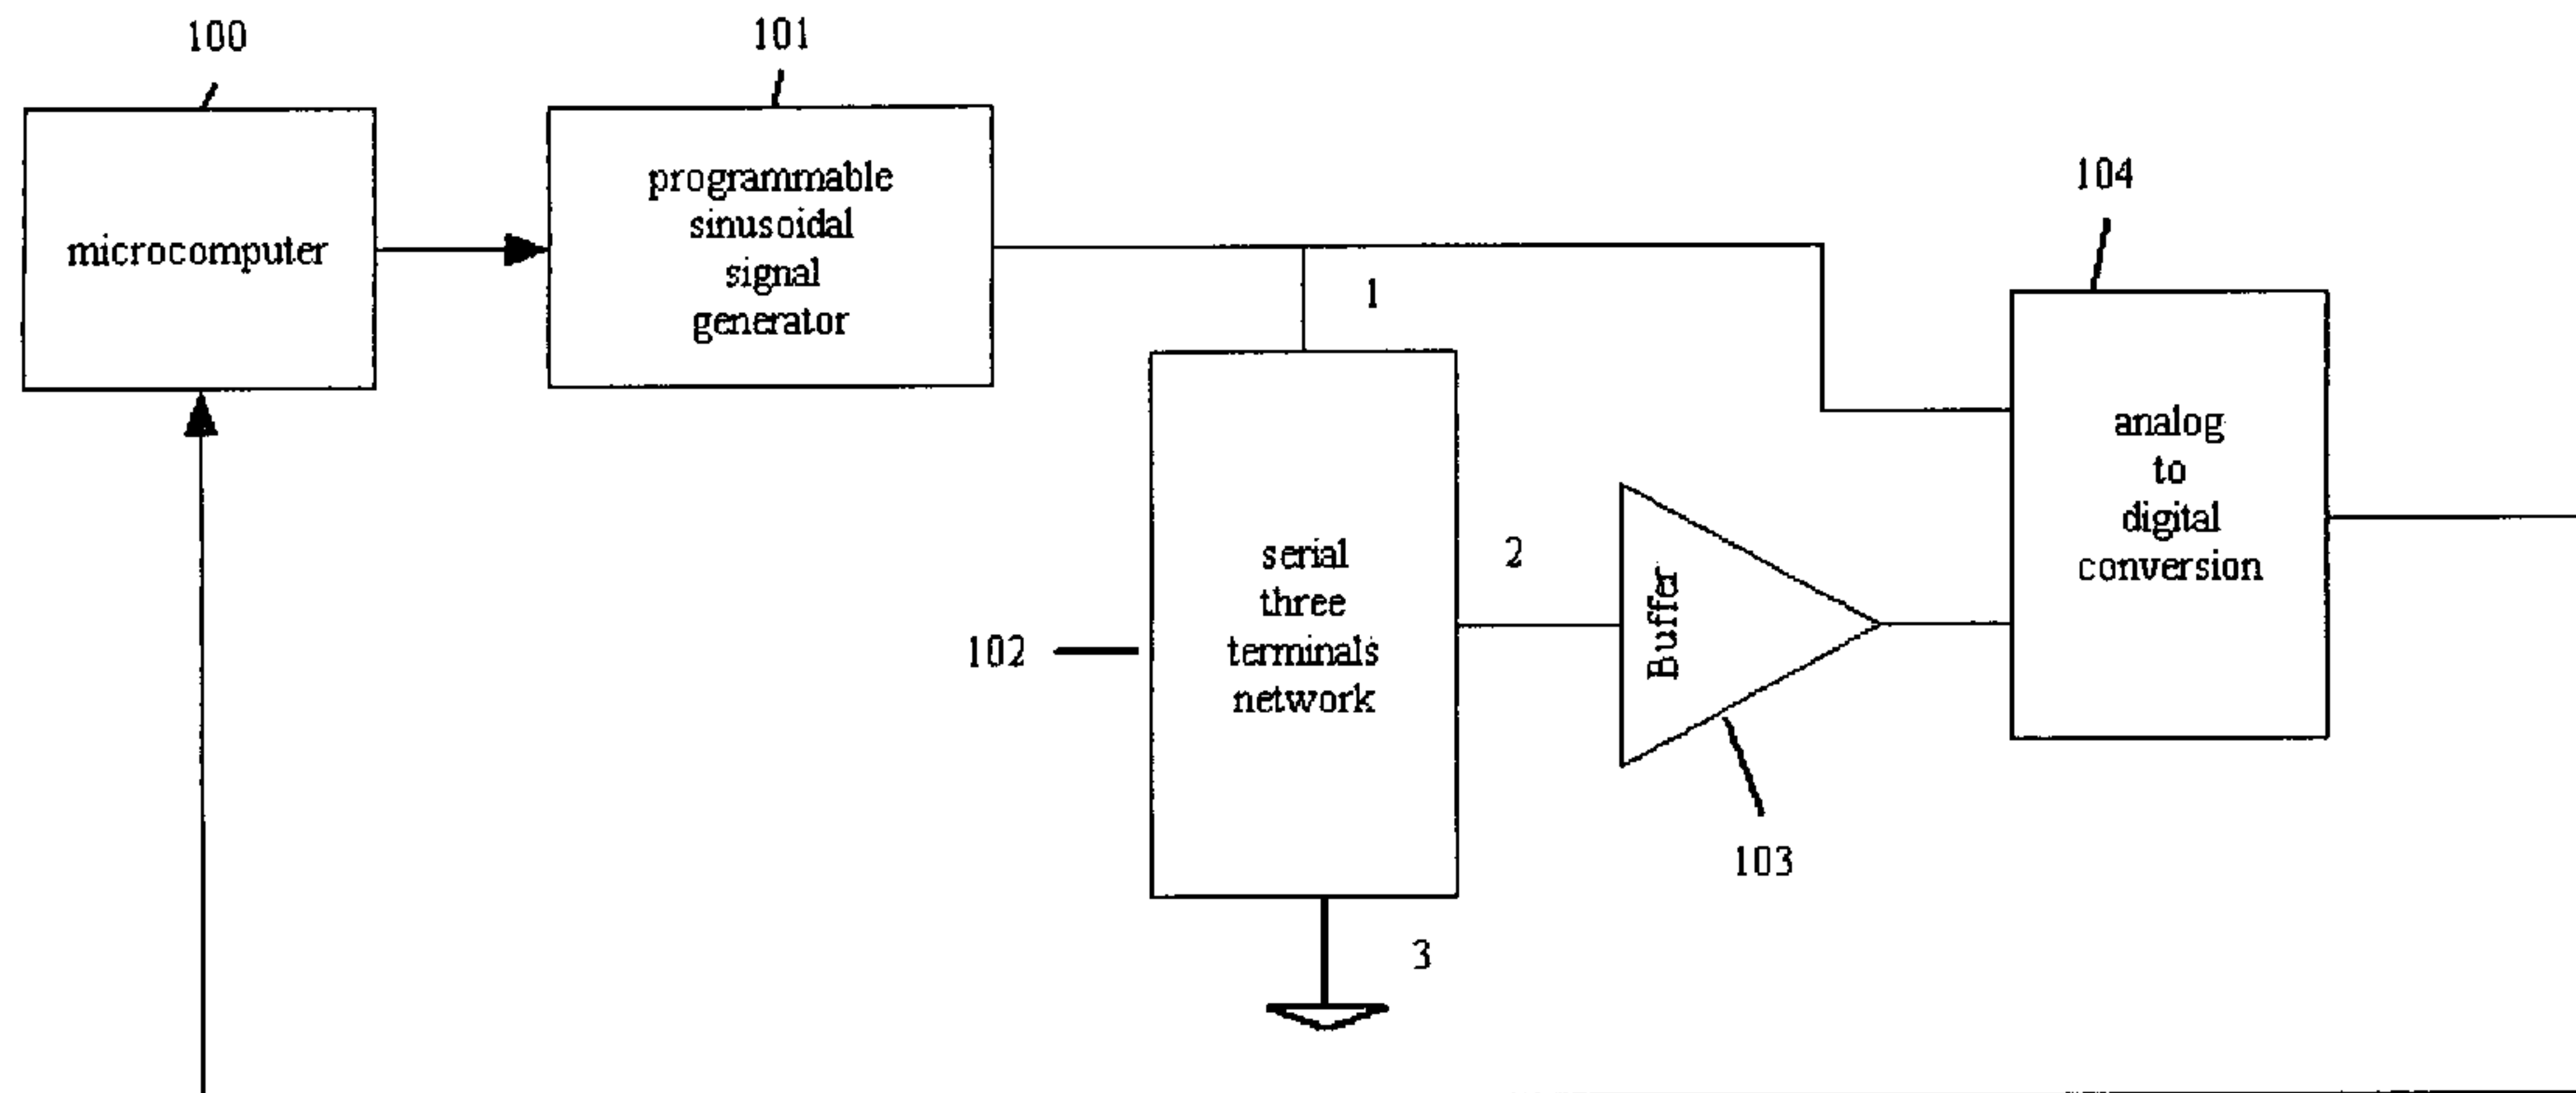 100
101
104
microcomputer
programmable
sinusoidal
signal
generator
1
analog
to
digital
conversion
2
Buffer
serial
three
terminals
network
102
103
3